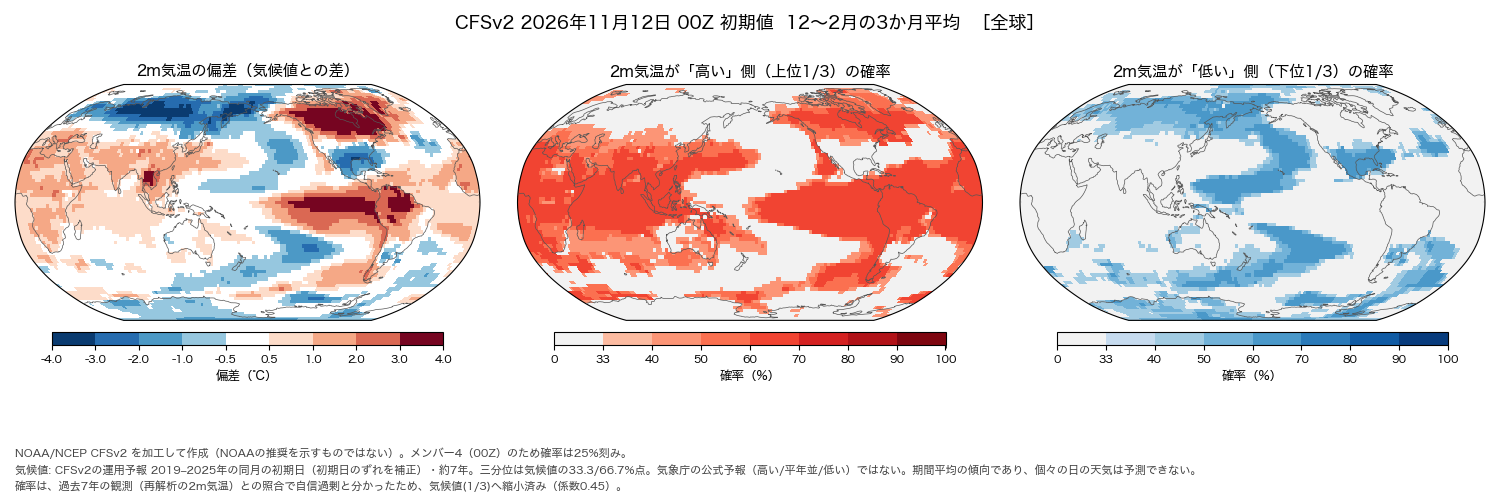 CFSv2 2026年11月12日 00Z 初期値 12～2月の3か月平均 ［全球］
2m気温の偏差（気候値との差）
2m気温が「高い」側（上位1/3）の確率
2m気温が「低い」側（下位1/3）の確率
-4.0 -3.0 -2.0 -1.0 -0.5 0.5 1.0 2.0 3.0 4.0
偏差（℃）
0 33 40 50 60 70 80 90 100
確率（%）
0 33 40 50 60 70 80 90 100
確率（%）
NOAA/NCEP CFSv2 を加工して作成（NOAAの推奨を示すものではない）。メンバー4（00Z）のため確率は25%刻み。
気候値: CFSv2の運用予報 2019–2025年の同月の初期日（初期日のずれを補正）・約7年。三分位は気候値の33.3/66.7%点。気象庁の公式予報（高い/平年並/低い）ではない。期間平均の傾向であり、個々の日の天気は予測できない。
確率は、過去7年の観測（再解析の2m気温）との照合で自信過剰と分かったため、気候値(1/3)へ縮小済み（係数0.45）。